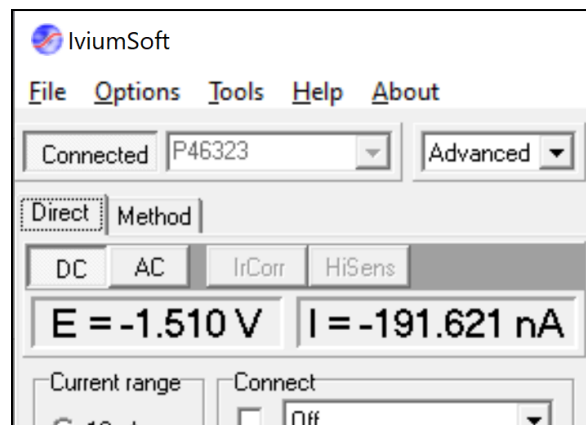 IviumSoft
File Options Tools Help About
Connected P46323 Advanced
Direct Method
DC AC IrCorr HiSens
E = -1.510 V I = -191.621 nA
Current range Connect
Off